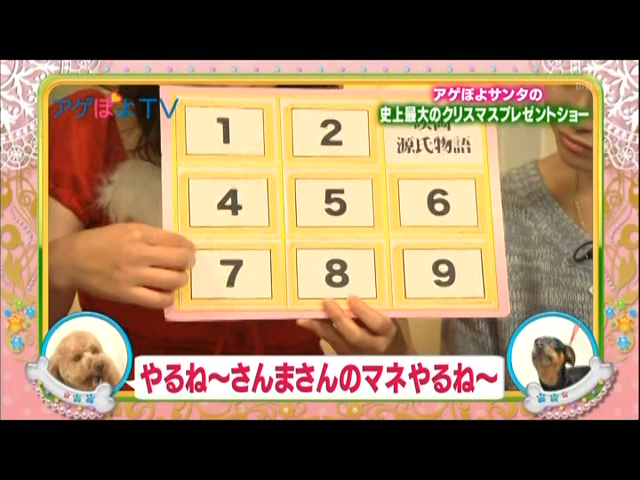 アゲぽよTV
アゲぽよサンタの
史上最大のクリスマスプレゼントショー
1 2
源氏物語
4 5 6
7 8 9
やるね〜さんまさんのマネやるね〜